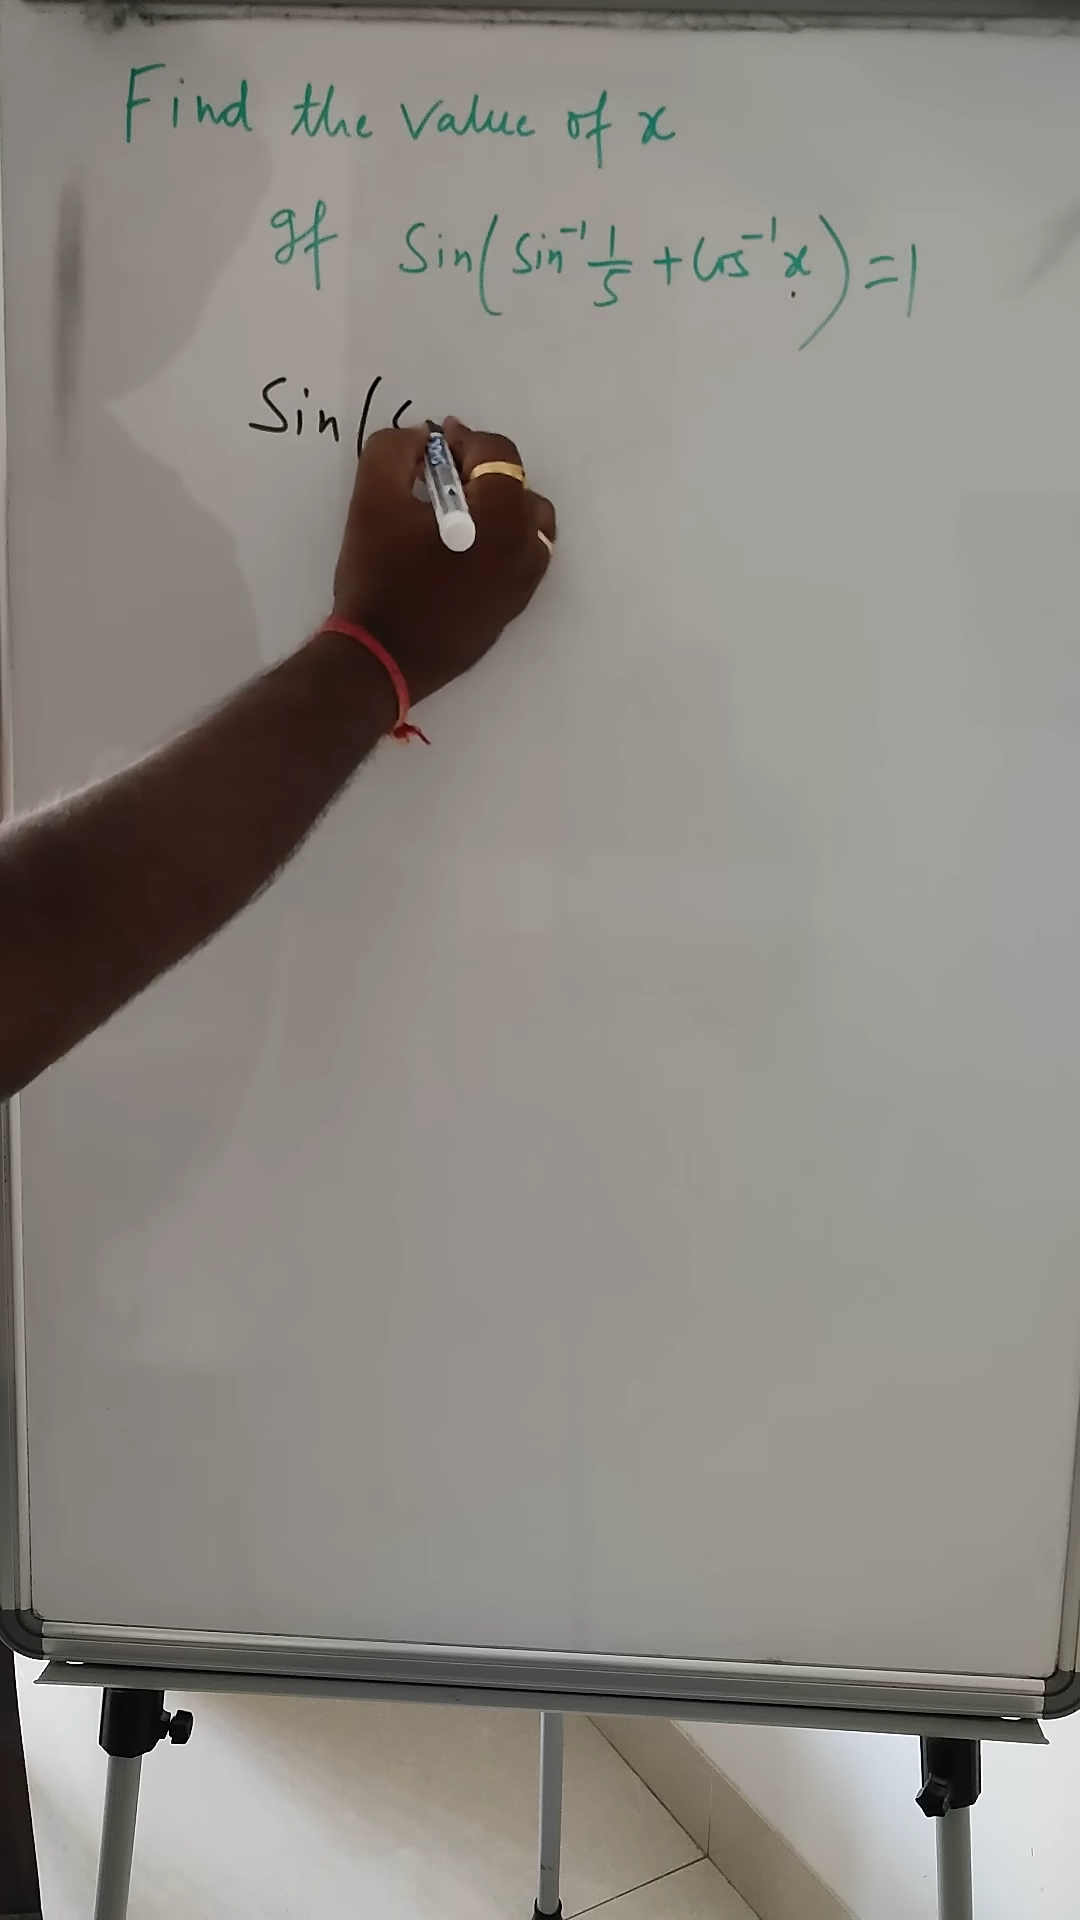 Find the value of x
If Sin(Sin⁻¹ 1/5 + Cos⁻¹ x) = 1
Sin(S